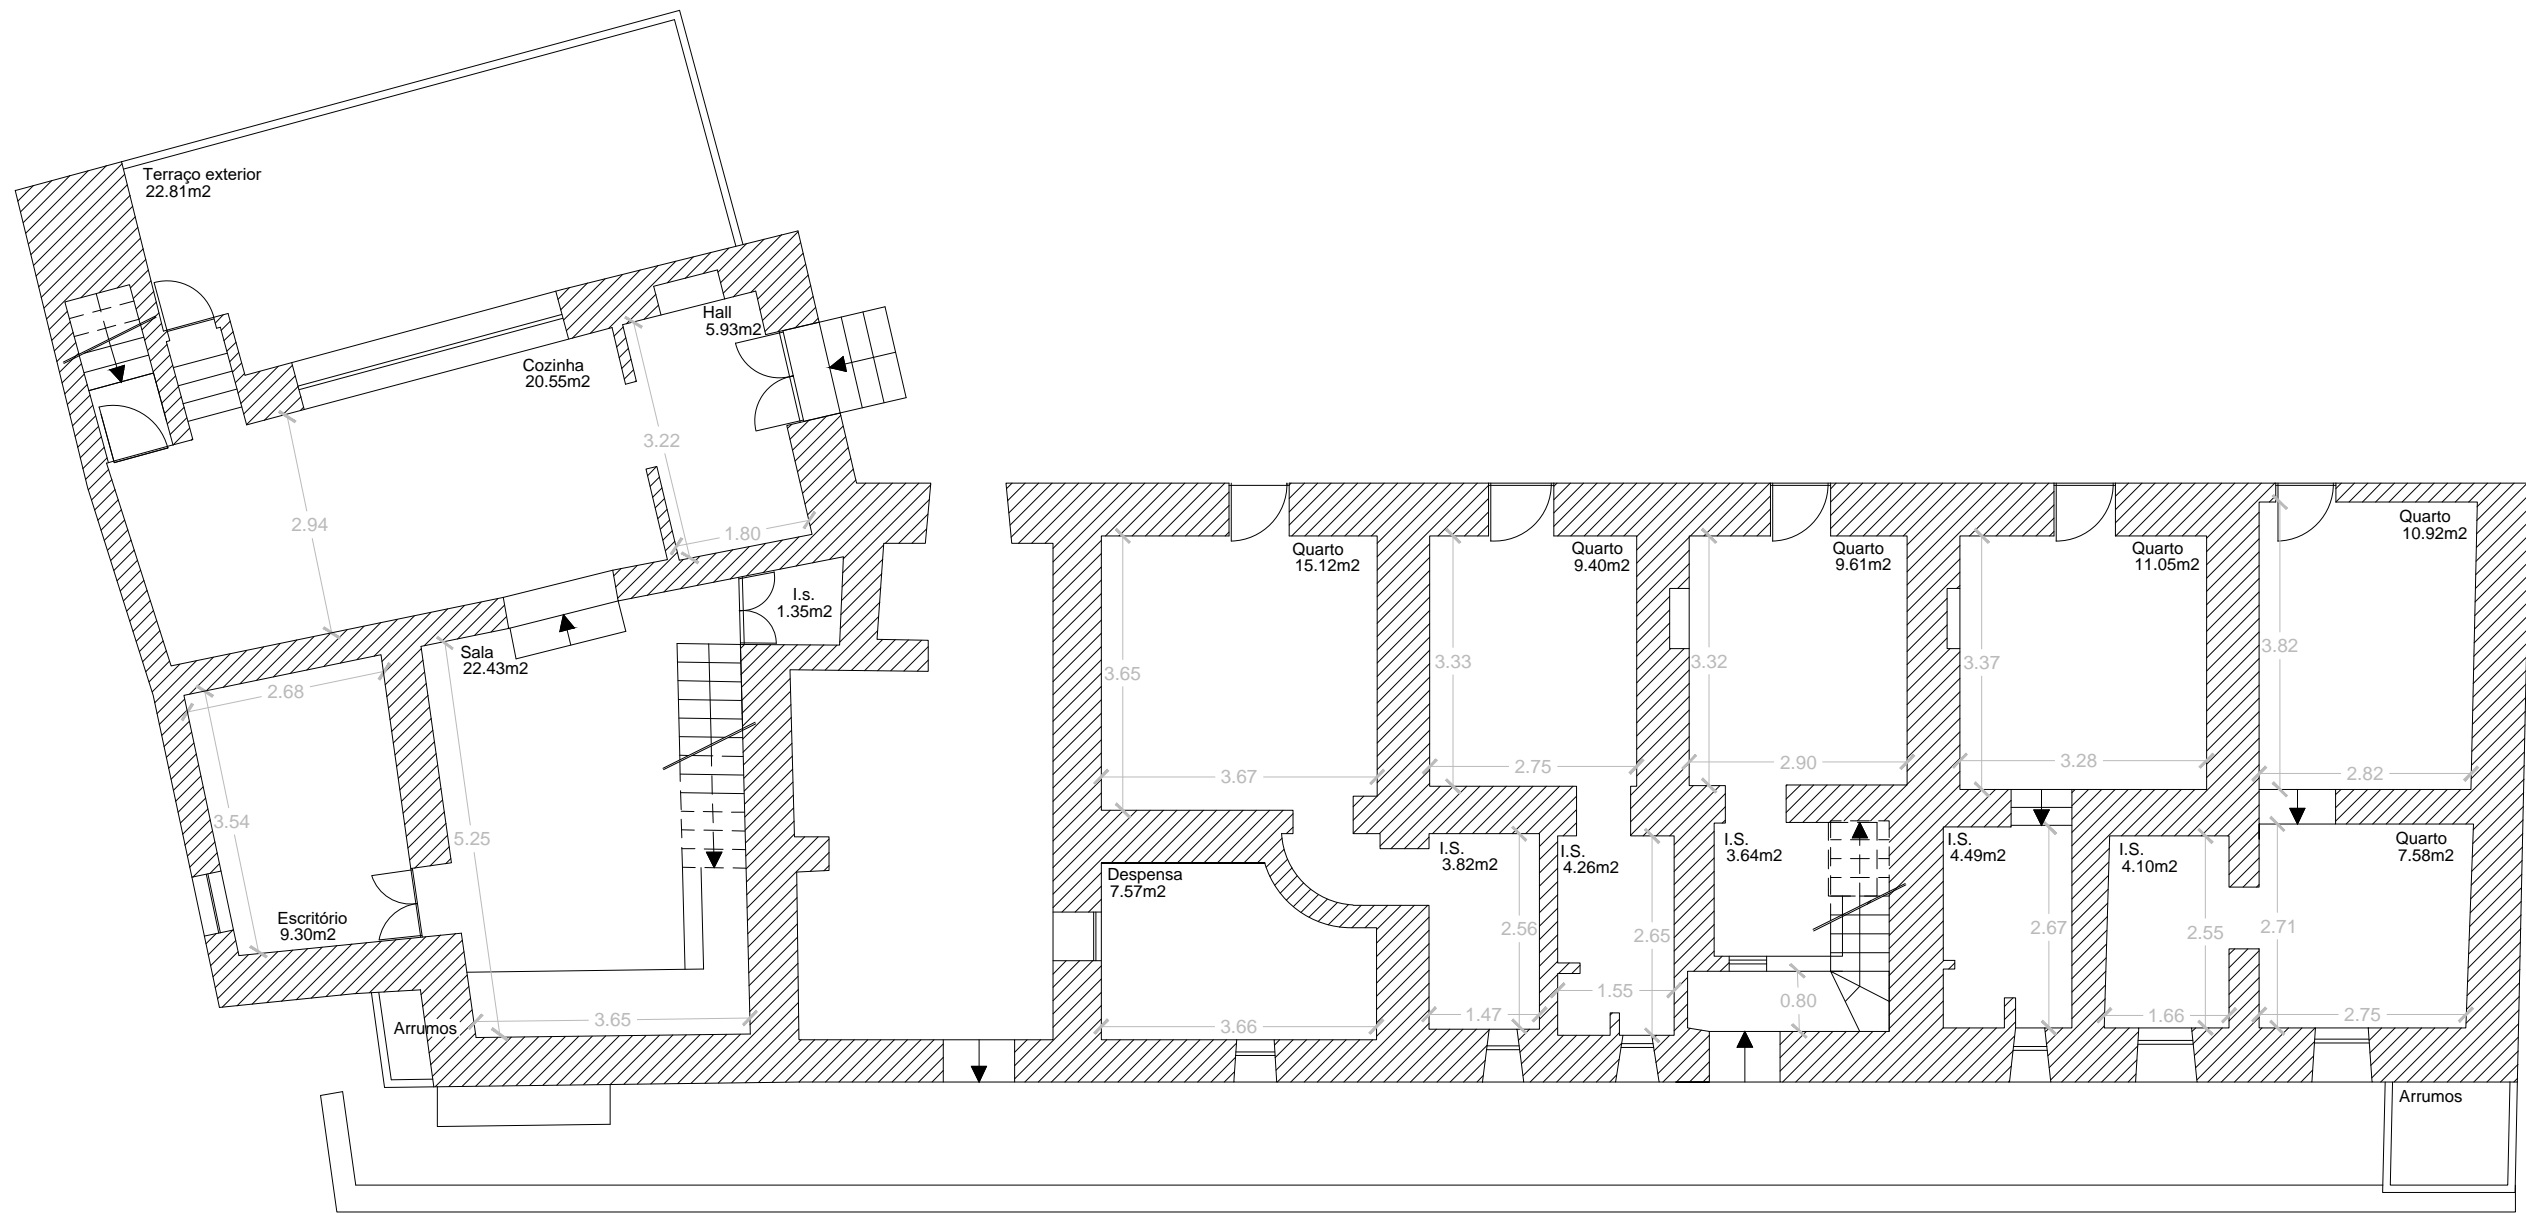 Terraço exterior
22.81m2
Hall
5.93m2
Cozinha
20.55m2
3.22
2.94
1.80
I.s.
1.35m2
Sala
22.43m2
2.68
3.54
5.25
Escritório
9.30m2
3.65
Arrumos
Quarto
15.12m2
3.65
3.67
Quarto
9.40m2
3.33
2.75
Quarto
9.61m2
3.32
2.90
Quarto
11.05m2
3.37
3.28
Quarto
10.92m2
3.82
2.82
Despensa
7.57m2
3.66
I.S.
3.82m2
2.56
1.47
I.S.
4.26m2
2.65
1.55
I.S.
3.64m2
0.80
I.S.
4.49m2
2.67
I.S.
4.10m2
2.55
1.66
Quarto
7.58m2
2.71
2.75
Arrumos